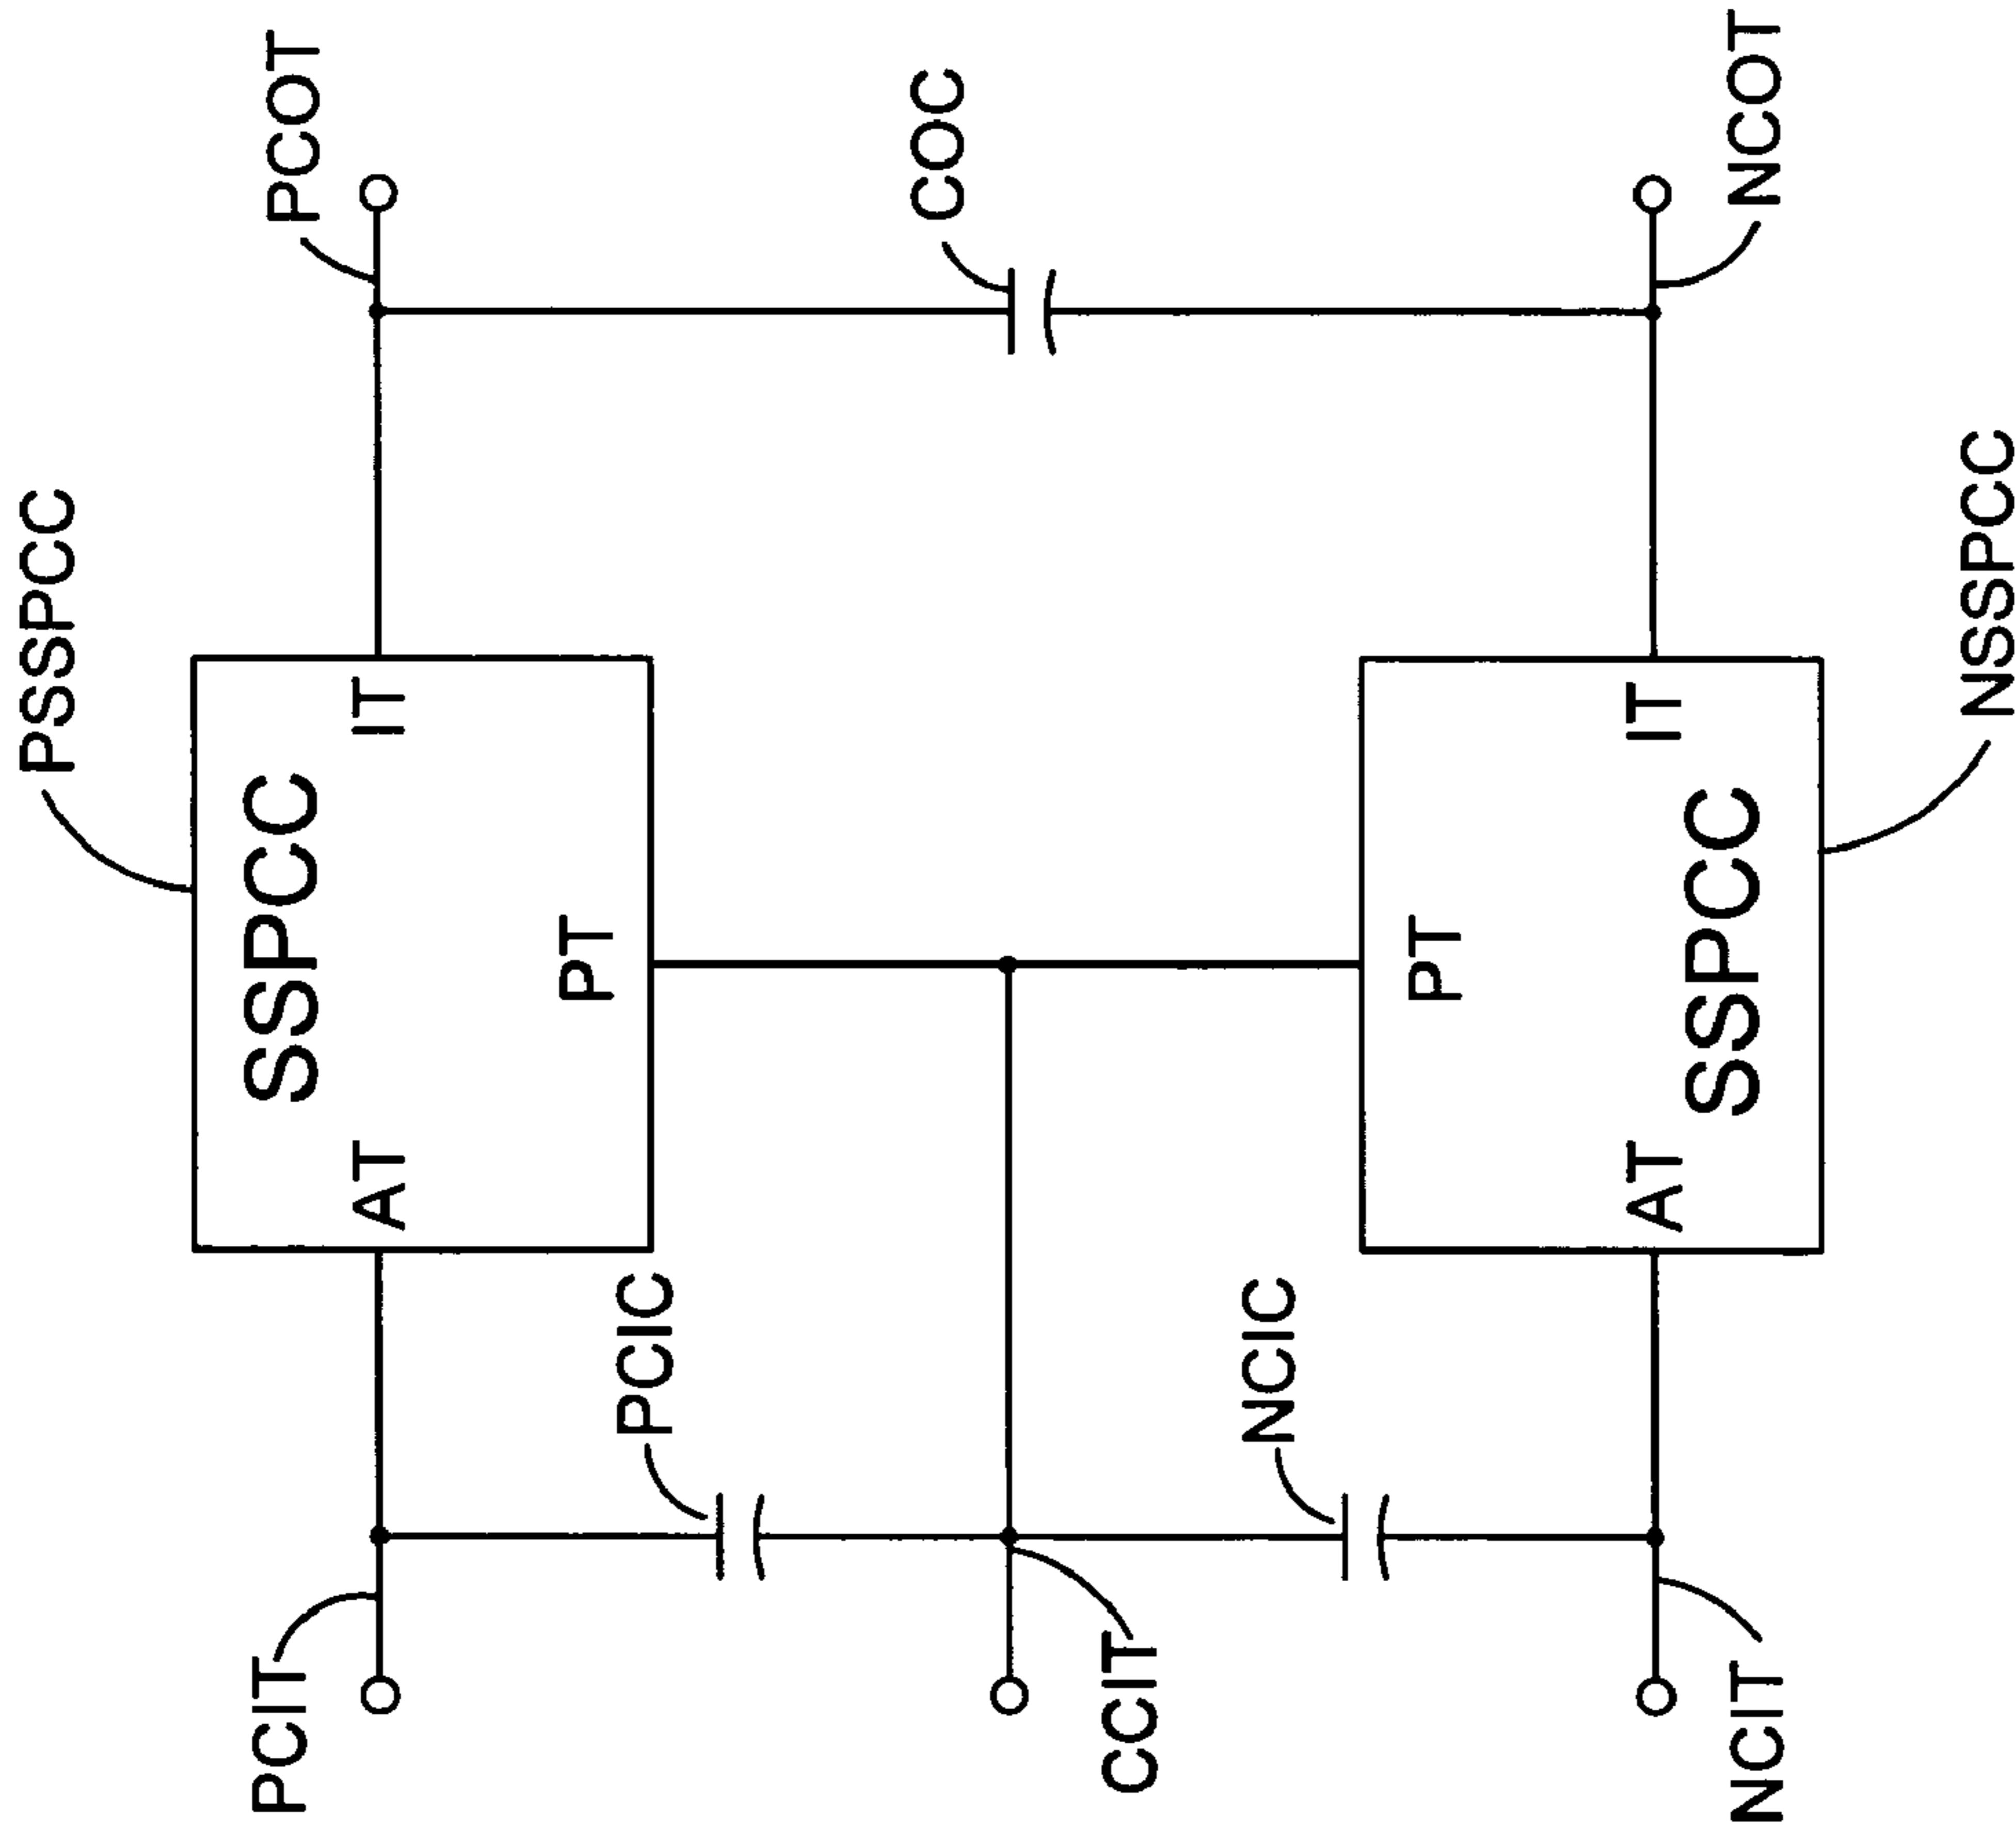 PSSPCC
PCIT
PCOT
SSPCC
AT
IT
PT
PCIC
COC
CCIT
NCIC
PT
AT
IT
SSPCC
NCIT
NCOT
NSSPCC